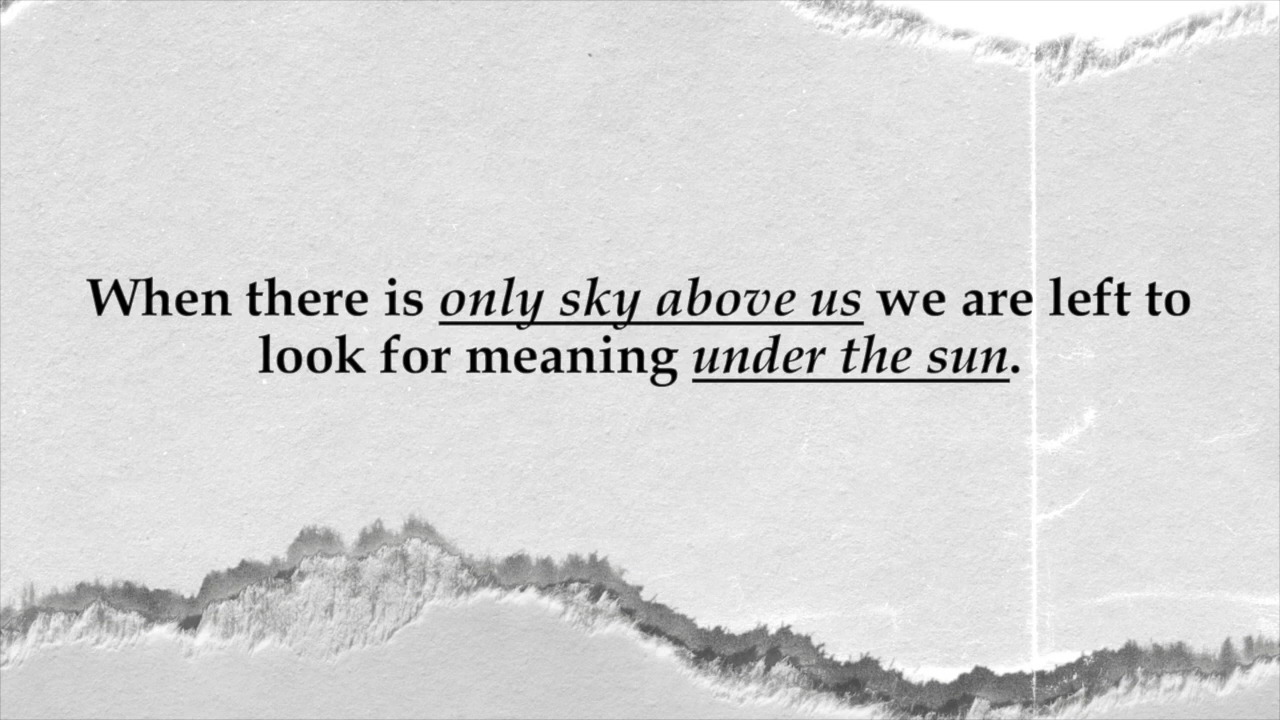 When there is only sky above us we are left to
look for meaning under the sun.